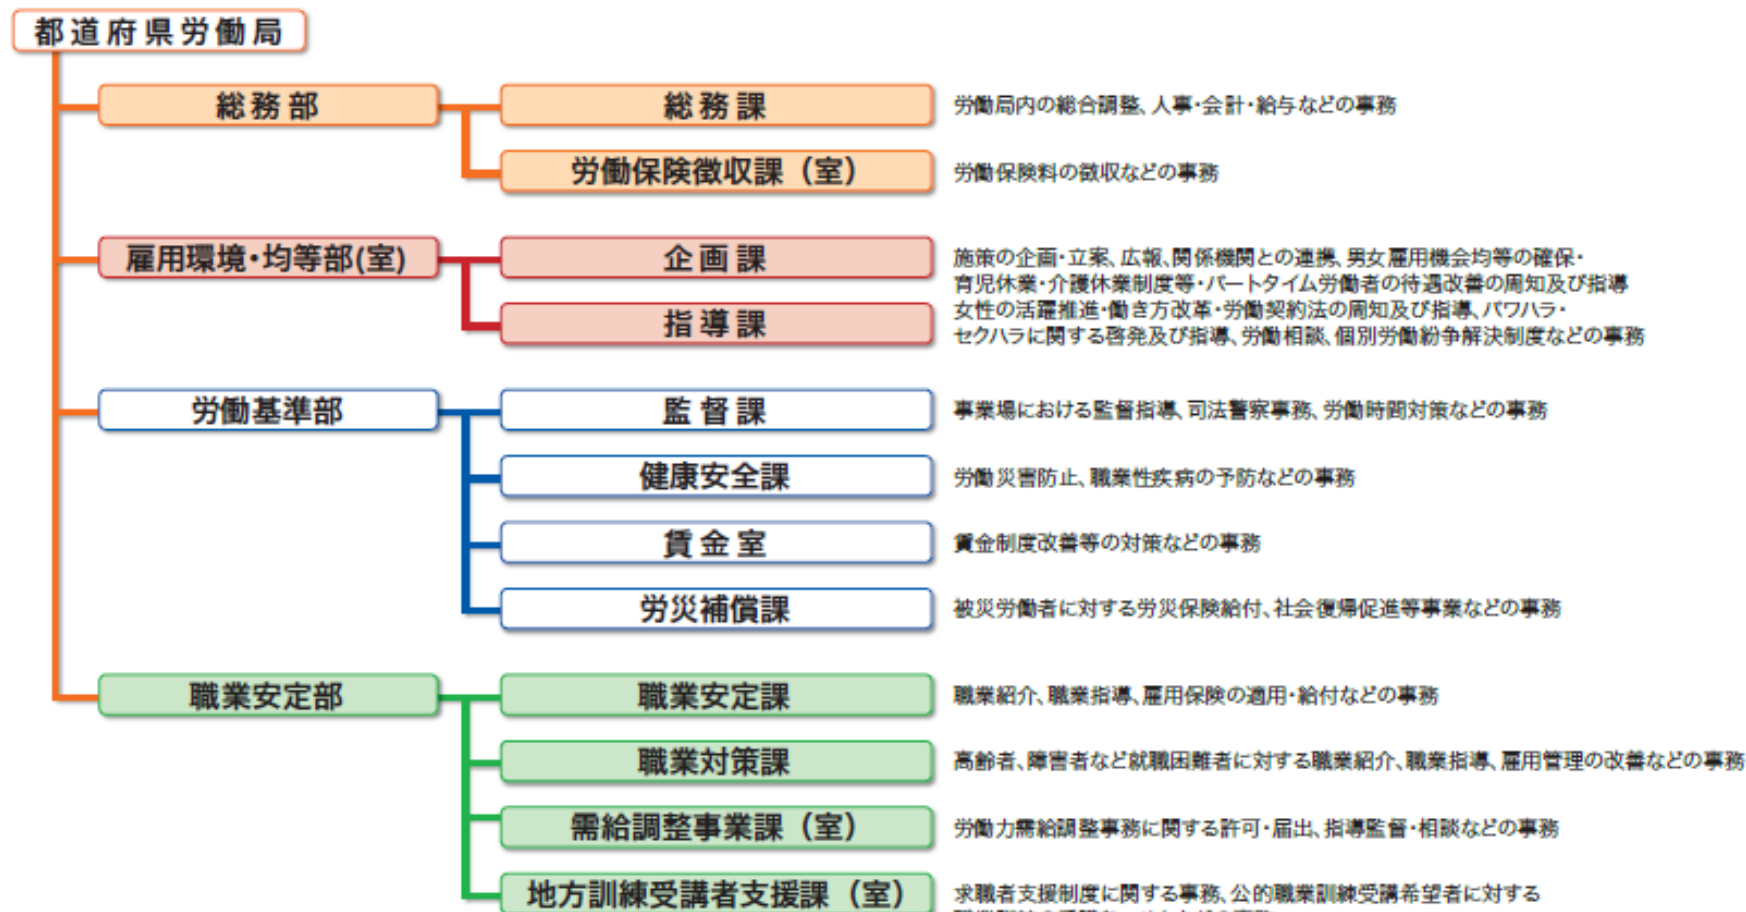 都道府県労働局
総務部
総務課
労働局内の総合調整、人事・会計・給与などの事務
労働保険徴収課（室）
労働保険料の徴収などの事務
雇用環境・均等部(室)
企画課
指導課
施策の企画・立案、広報、関係機関との連携、男女雇用機会均等の確保・
育児休業・介護休業制度等・パートタイム労働者の待遇改善の周知及び指導
女性の活躍推進・働き方改革・労働契約法の周知及び指導、パワハラ・
セクハラに関する啓発及び指導、労働相談、個別労働紛争解決制度などの事務
労働基準部
監督課
事業場における監督指導、司法警察事務、労働時間対策などの事務
健康安全課
労働災害防止、職業性疾病の予防などの事務
賃金室
賃金制度改善等の対策などの事務
労災補償課
被災労働者に対する労災保険給付、社会復帰促進等事業などの事務
職業安定部
職業安定課
職業紹介、職業指導、雇用保険の適用・給付などの事務
職業対策課
高齢者、障害者など就職困難者に対する職業紹介、職業指導、雇用管理の改善などの事務
需給調整事業課（室）
労働力需給調整事務に関する許可・届出、指導監督・相談などの事務
地方訓練受講者支援課（室）
求職者支援制度に関する事務、公的職業訓練受講希望者に対する